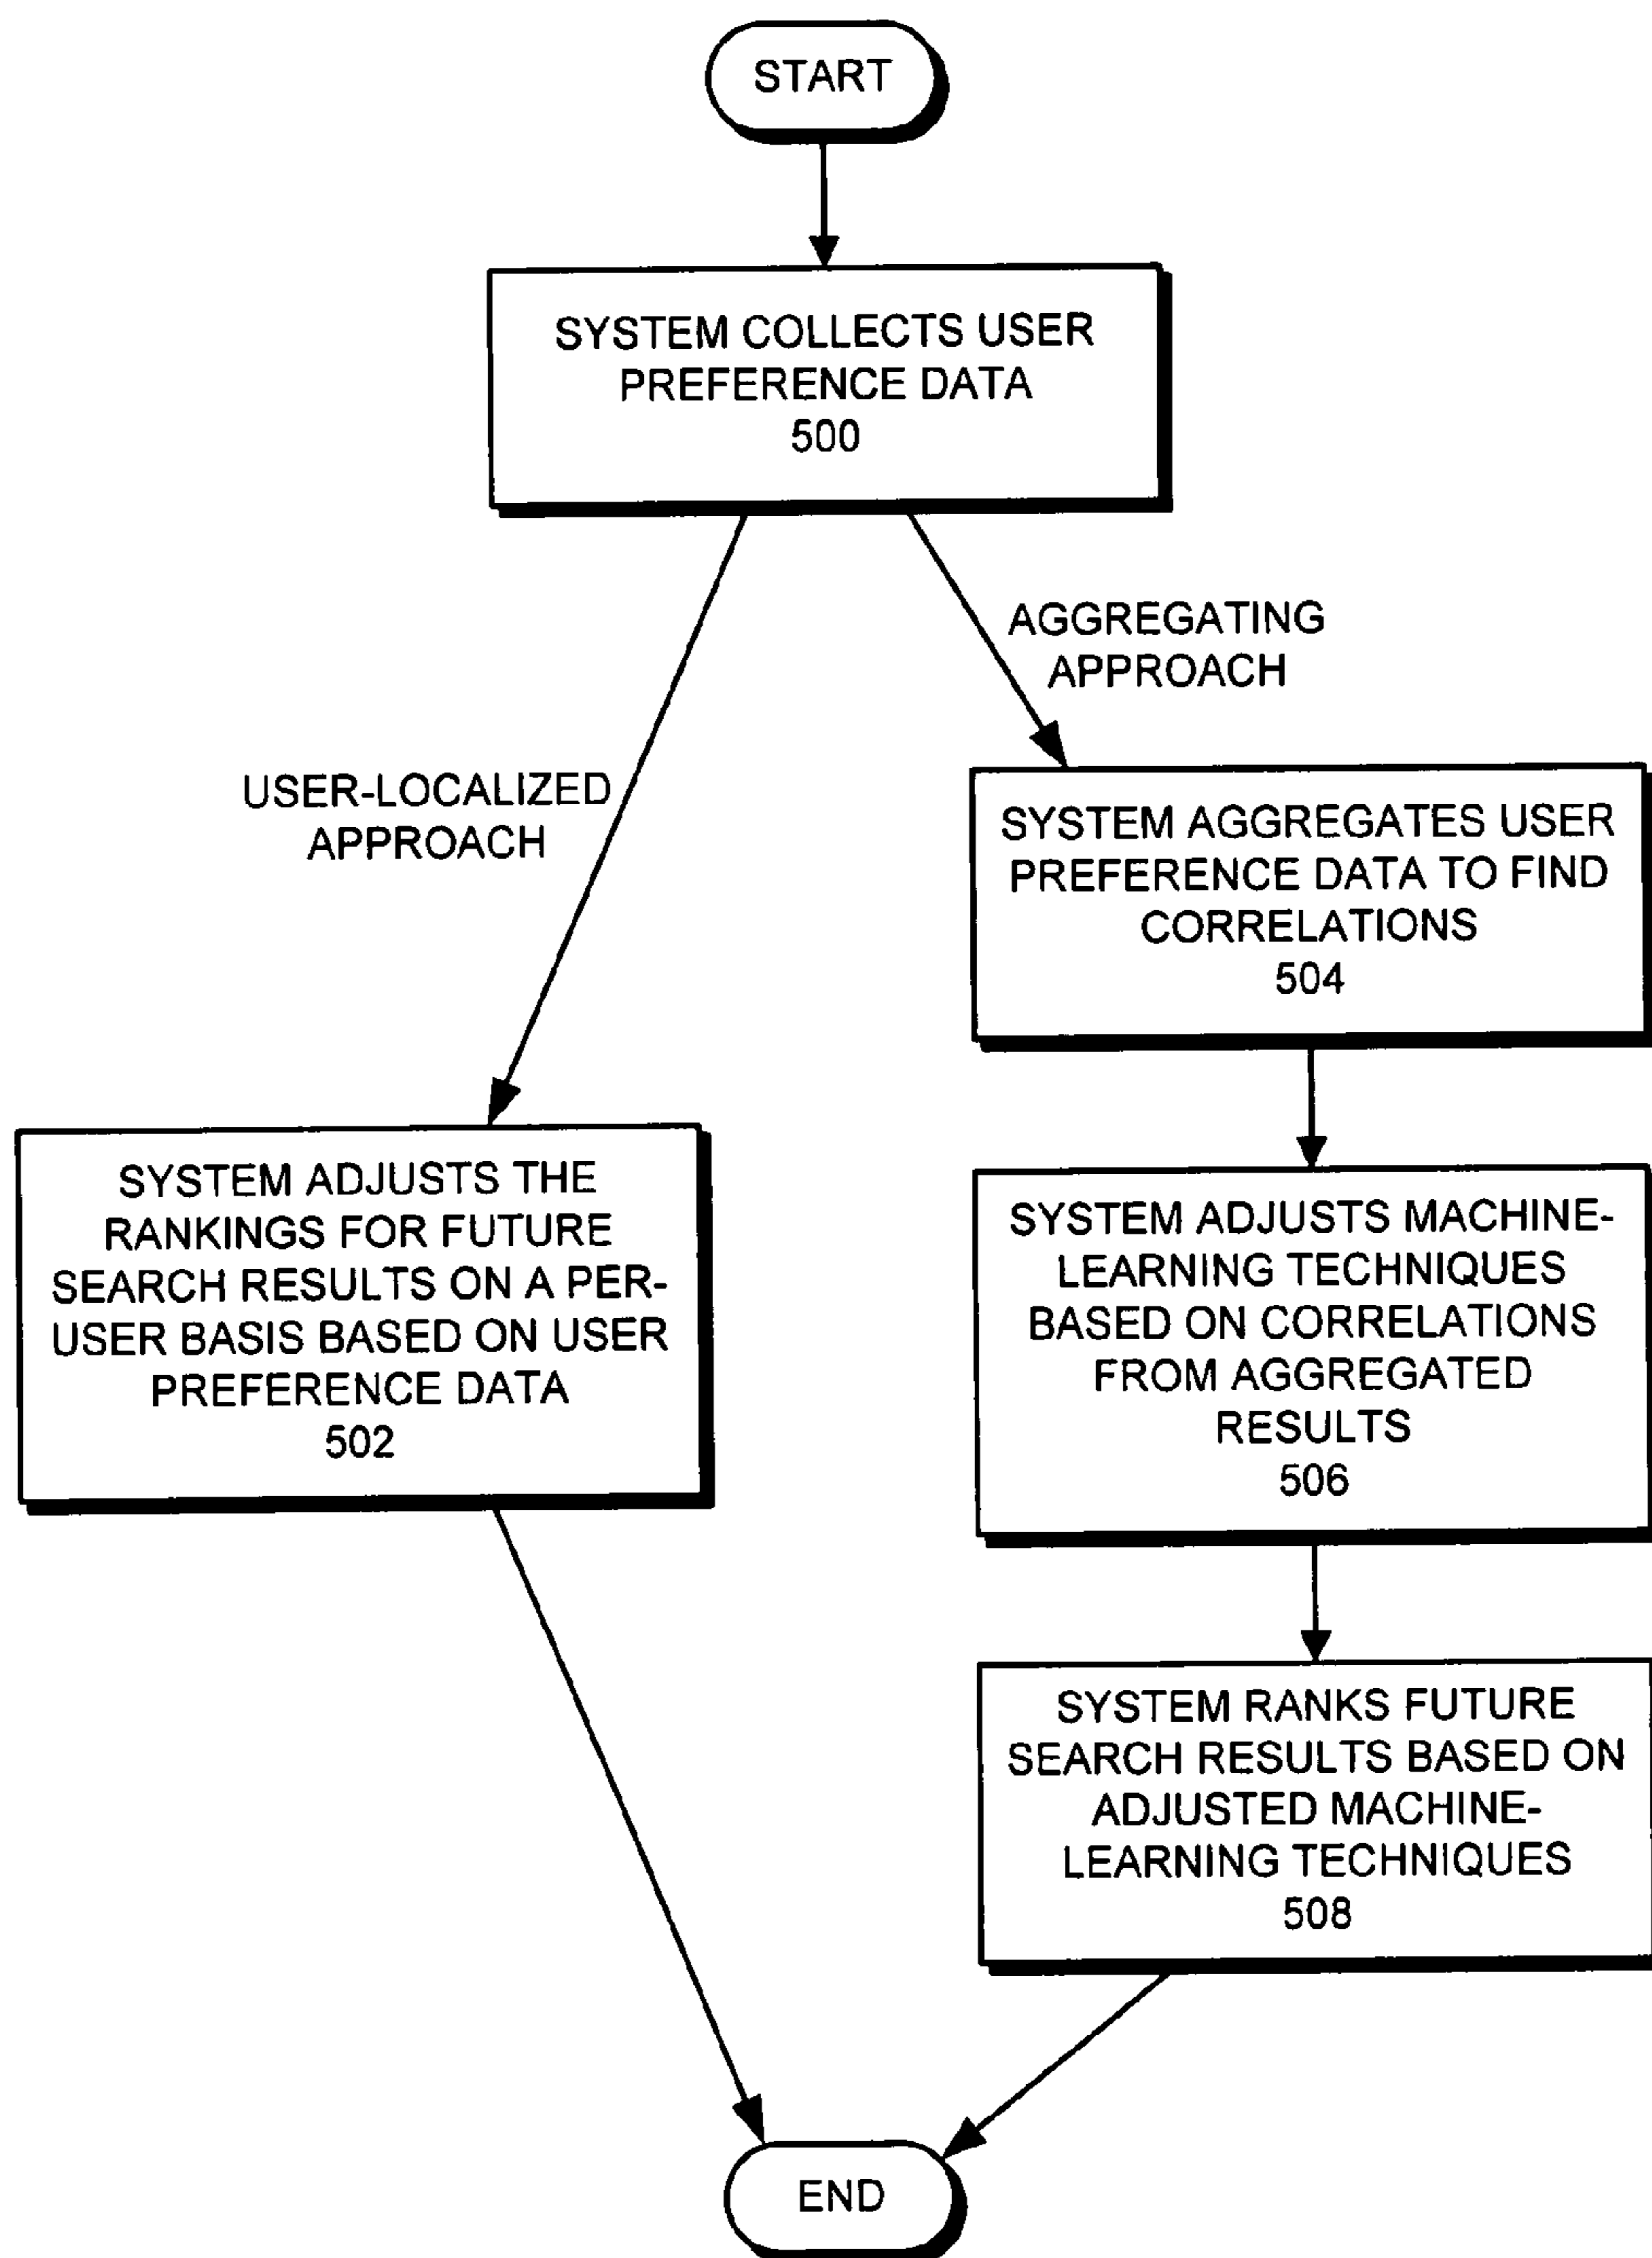 START
SYSTEM COLLECTS USER
PREFERENCE DATA
500
AGGREGATING
APPROACH
USER-LOCALIZED
APPROACH
SYSTEM AGGREGATES USER
PREFERENCE DATA TO FIND
CORRELATIONS
504
SYSTEM ADJUSTS THE
RANKINGS FOR FUTURE
SEARCH RESULTS ON A PER-
USER BASIS BASED ON USER
PREFERENCE DATA
502
SYSTEM ADJUSTS MACHINE-
LEARNING TECHNIQUES
BASED ON CORRELATIONS
FROM AGGREGATED
RESULTS
506
SYSTEM RANKS FUTURE
SEARCH RESULTS BASED ON
ADJUSTED MACHINE-
LEARNING TECHNIQUES
508
END